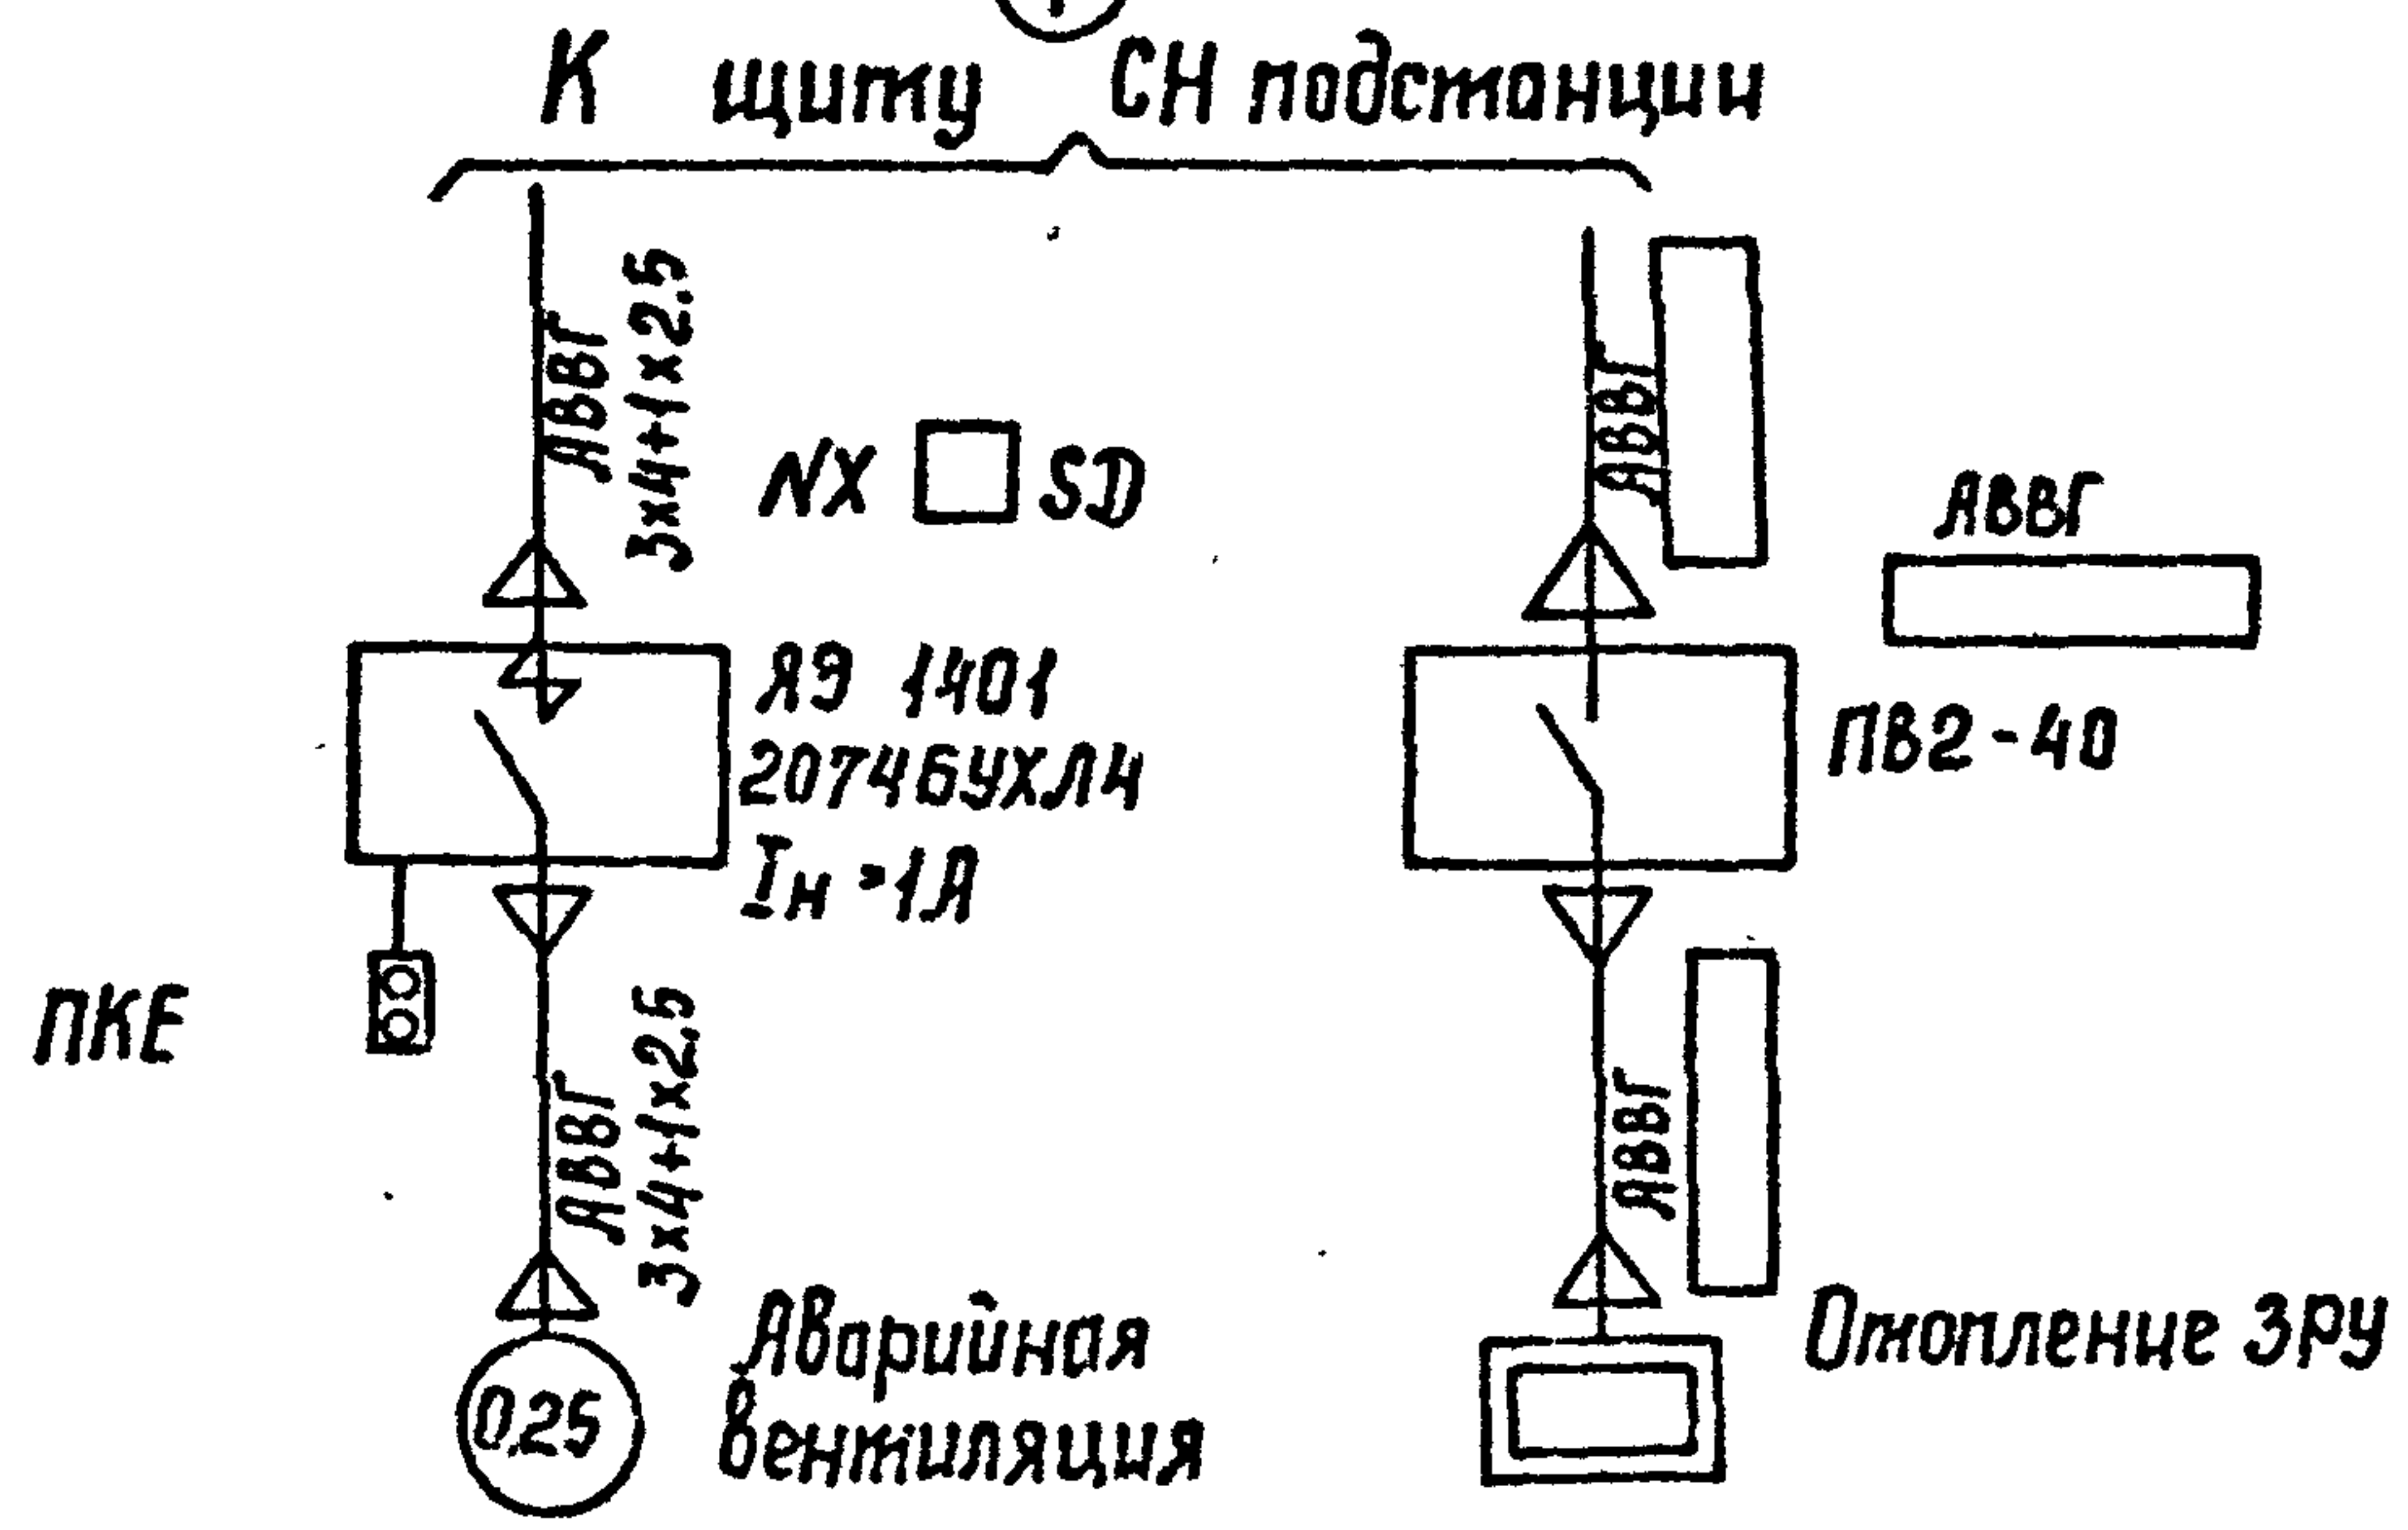 К щиту СН подстанции
АВВГ
3х4+1х2.5
NX SD
АВВГ
АВВГ
ЯЭ 1401
20746УХЛ4
Iн=1А
ПВ2-40
ПКЕ
АВВГ
3х4+1х2.5
АВВГ
Аварийная
вентиляция
0,25
Отопление ЗРУ